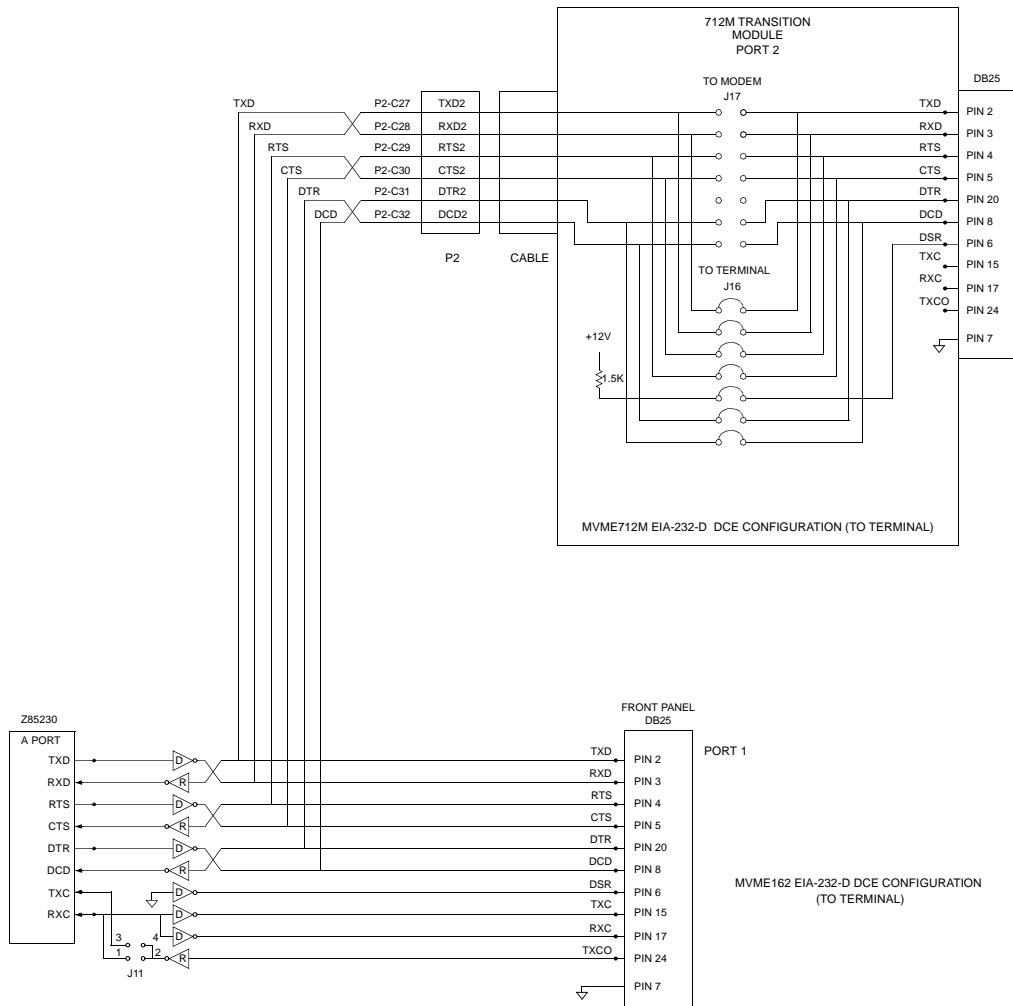 712M TRANSITION
MODULE
PORT 2
TO MODEM
J17
DB25
TXD P2-C27 TXD2 TXD PIN 2
RXD P2-C28 RXD2 RXD PIN 3
RTS P2-C29 RTS2 RTS PIN 4
CTS P2-C30 CTS2 CTS PIN 5
DTR P2-C31 DTR2 DTR PIN 20
DCD P2-C32 DCD2 DCD PIN 8
DSR PIN 6
P2 CABLE
TXC PIN 15
TO TERMINAL
J16
RXC PIN 17
TXCO PIN 24
+12V
PIN 7
1.5K
MVME712M EIA-232-D DCE CONFIGURATION (TO TERMINAL)
FRONT PANEL
DB25
Z85230
A PORT
PORT 1
TXD D TXD PIN 2
RXD R RXD PIN 3
RTS D RTS PIN 4
CTS R CTS PIN 5
DTR D DTR PIN 20
DCD R DCD PIN 8
TXC D DSR PIN 6
RXC D TXC PIN 15
D RXC PIN 17
3 4
1 2 R TXCO PIN 24
J11
PIN 7
MVME162 EIA-232-D DCE CONFIGURATION
(TO TERMINAL)